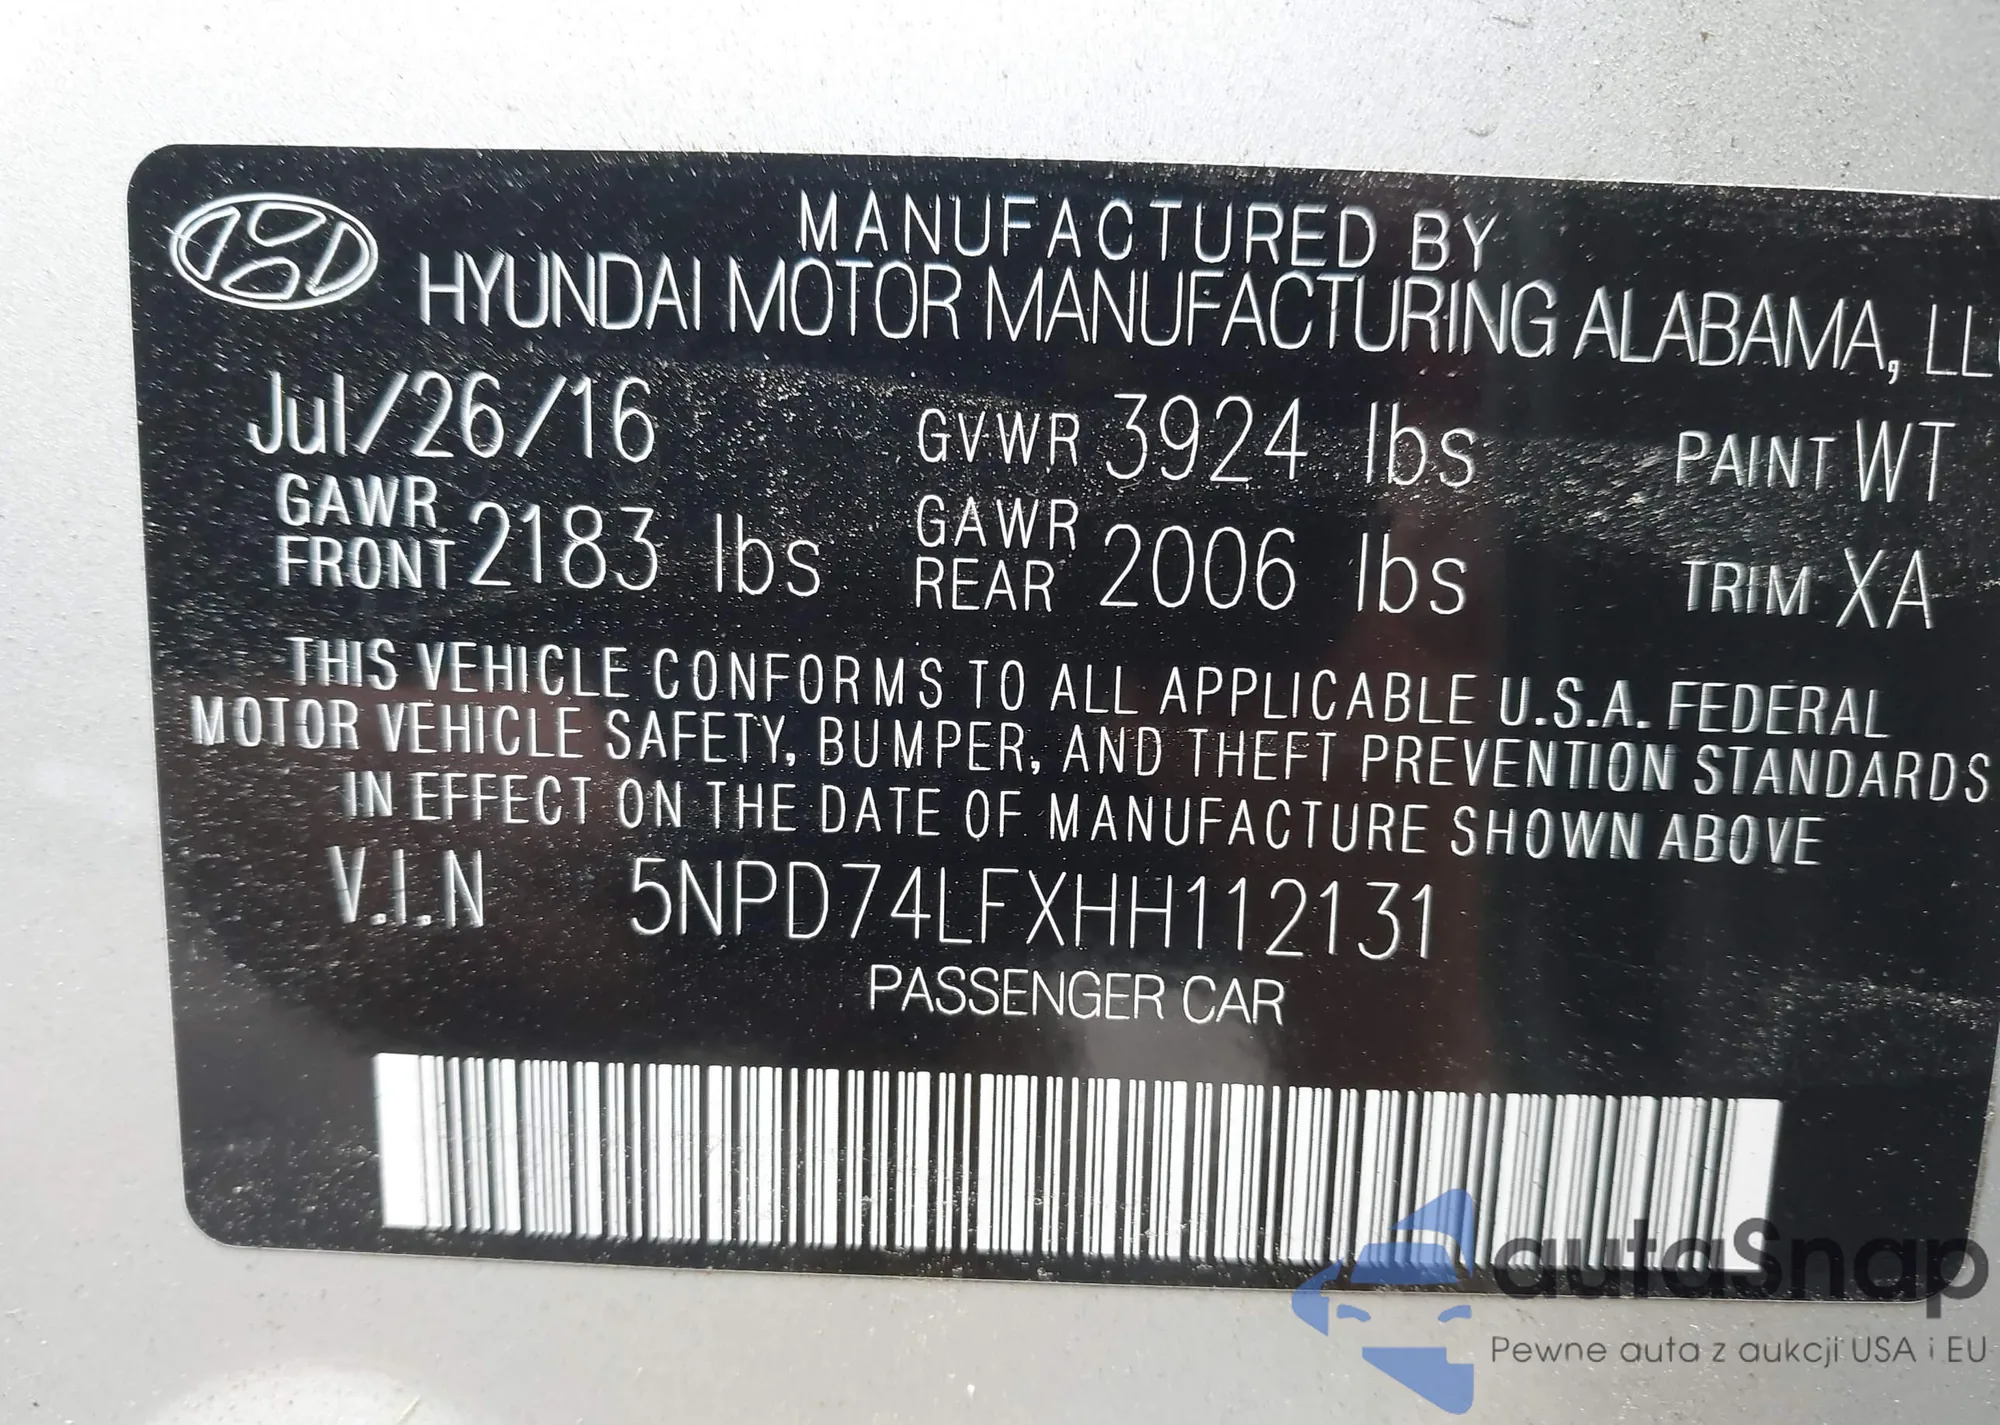 MANUFACTURED BY
HYUNDAI MOTOR MANUFACTURING ALABAMA, LL
Jul/26/16 GVWR 3924 lbs PAINT WT
GAWR FRONT 2183 lbs GAWR REAR 2006 lbs TRIM XA
THIS VEHICLE CONFORMS TO ALL APPLICABLE U.S.A. FEDERAL
MOTOR VEHICLE SAFETY, BUMPER, AND THEFT PREVENTION STANDARDS
IN EFFECT ON THE DATE OF MANUFACTURE SHOWN ABOVE
V.I.N 5NPD74LFXHH112131
PASSENGER CAR
autaSnap
Pewne auta z aukcji USA i EU